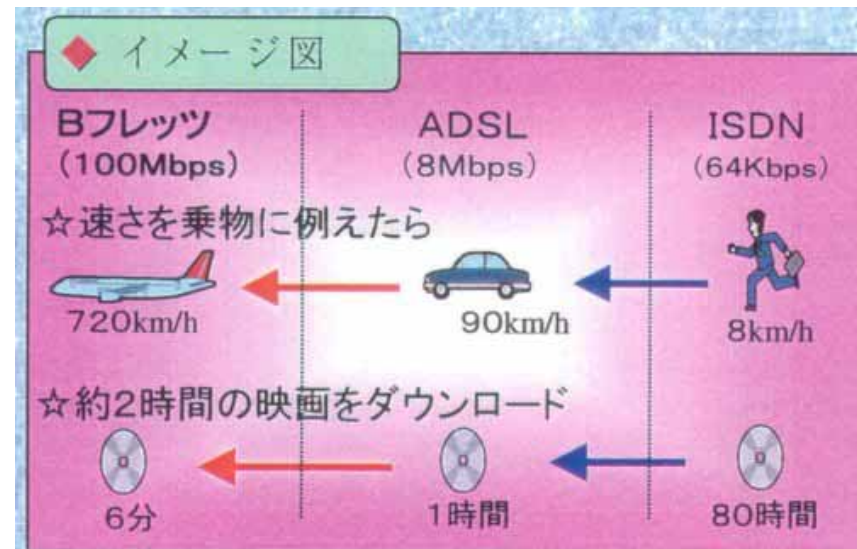 ◆ イメージ図
Bフレッツ ADSL ISDN
(100Mbps) (8Mbps) (64Kbps)
☆速さを乗物に例えたら
720km/h 90km/h 8km/h
☆約2時間の映画をダウンロード
6分 1時間 80時間